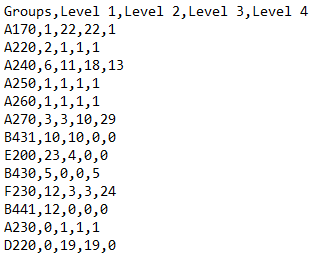 Groups,Level 1,Level 2,Level 3,Level 4
A170,1,22,22,1
A220,2,1,1,1
A240,6,11,18,13
A250,1,1,1,1
A260,1,1,1,1
A270,3,3,10,29
B431,10,10,0,0
E200,23,4,0,0
B430,5,0,0,5
F230,12,3,3,24
B441,12,0,0,0
A230,0,1,1,1
D220,0,19,19,0